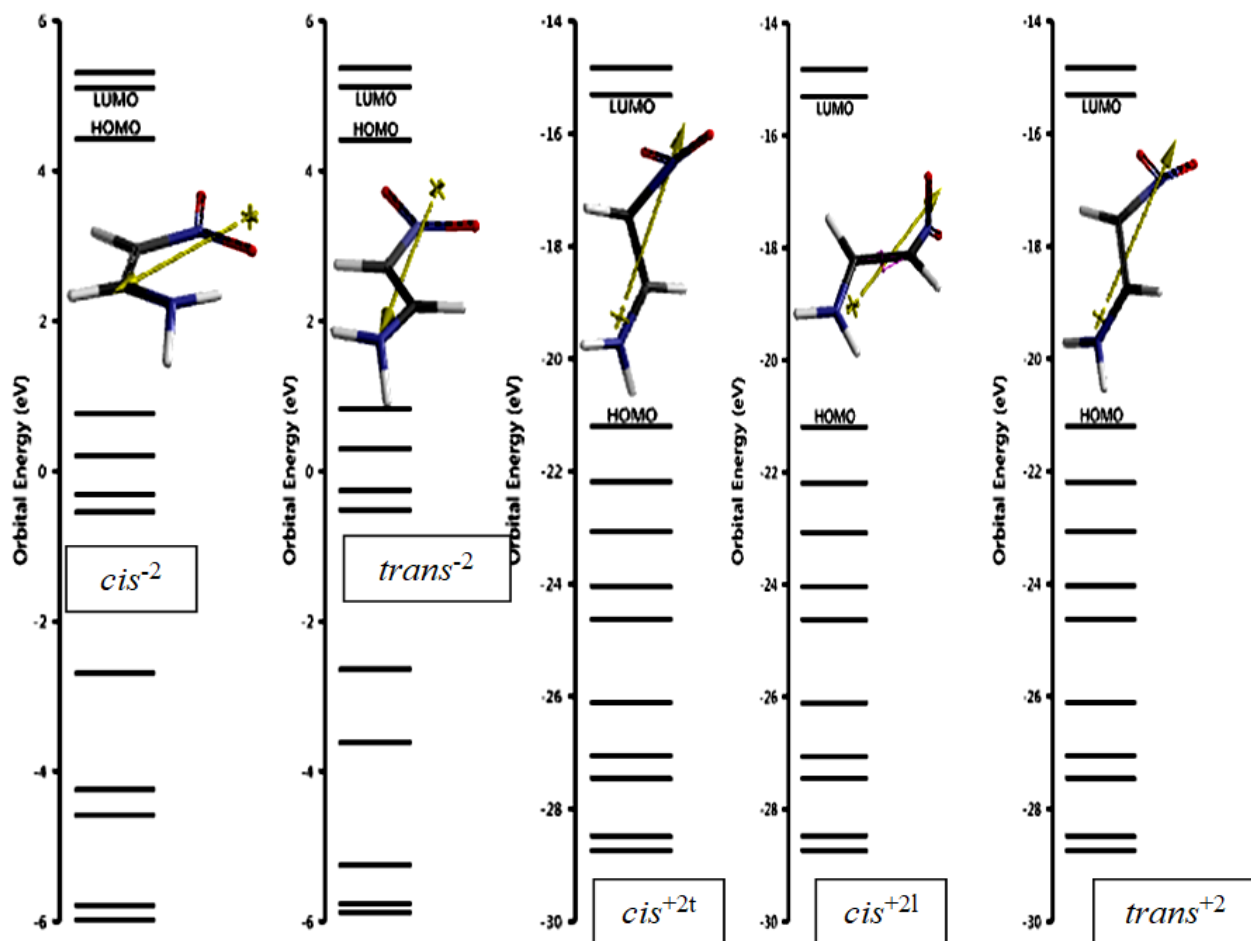 Orbital Energy (eV)
6
4
2
0
-2
-4
-6
LUMO
HOMO
cis-2
Orbital Energy (eV)
6
4
2
0
-2
-4
-6
LUMO
HOMO
trans-2
Orbital Energy (eV)
-14
-16
-18
-20
-22
-24
-26
-28
-30
LUMO
HOMO
cis+2t
Orbital Energy (eV)
-14
-16
-18
-20
-22
-24
-26
-28
-30
LUMO
HOMO
cis+2l
Orbital Energy (eV)
-14
-16
-18
-20
-22
-24
-26
-28
-30
LUMO
HOMO
trans+2